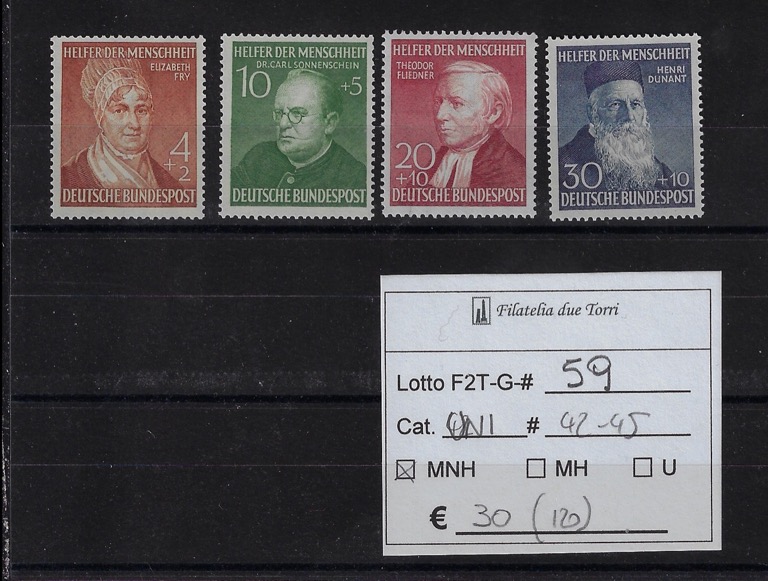 HELFER DER MENSCHHEIT
ELIZABETH
FRY
4
+2
DEUTSCHE BUNDESPOST
HELFER DER MENSCHHEIT
DR. CARL SONNENSCHEIN
10 +5
DEUTSCHE BUNDESPOST
HELFER DER MENSCHHEIT
THEODOR
FLIEDNER
20
+10
DEUTSCHE BUNDESPOST
HELFER DER MENSCHHEIT
HENRI
DUNANT
30 +10
DEUTSCHE BUNDESPOST
Filatelia due Torri
Lotto F2T-G-# 59
Cat. UNI # 42-45
☒ MNH ☐ MH ☐ U
€ 30 (120)